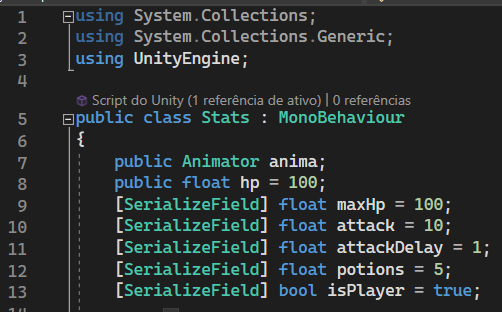 1 using System.Collections;
2 using System.Collections.Generic;
3 using UnityEngine;
4
Script do Unity (1 referência de ativo) | 0 referências
5 public class Stats : MonoBehaviour
6 {
7 public Animator anima;
8 public float hp = 100;
9 [SerializeField] float maxHp = 100;
10 [SerializeField] float attack = 10;
11 [SerializeField] float attackDelay = 1;
12 [SerializeField] float potions = 5;
13 [SerializeField] bool isPlayer = true;